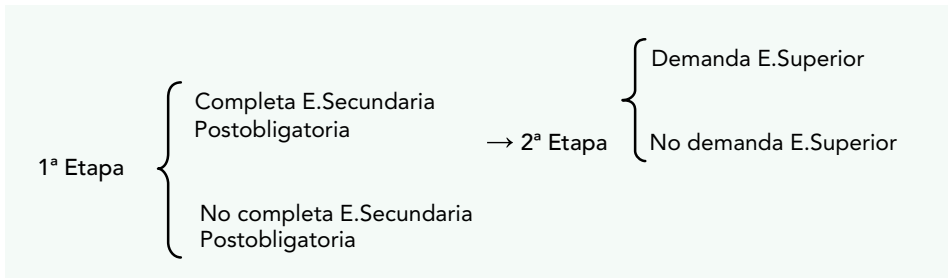 1ª Etapa
Completa E.Secundaria
Postobligatoria
No completa E.Secundaria
Postobligatoria
→ 2ª Etapa
Demanda E.Superior
No demanda E.Superior